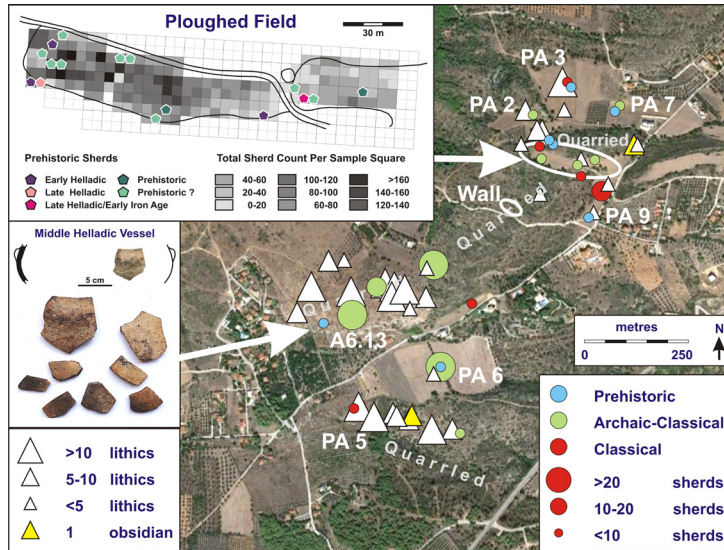 Ploughed Field
30 m
Prehistoric Sherds
Early Helladic
Prehistoric
Late Helladic
Prehistoric ?
Late Helladic/Early Iron Age
Total Sherd Count Per Sample Square
40-60
100-120
>160
20-40
80-100
140-160
0-20
60-80
120-140
Middle Helladic Vessel
5 cm
>10 lithics
5-10 lithics
<5 lithics
1 obsidian
PA 3
PA 2
PA 7
Quarried
Wall
Quarried
PA 9
Quarried
A6.13
PA 6
PA 5
Quarried
metres
0 250
N
Prehistoric
Archaic-Classical
Classical
>20 sherds
10-20 sherds
<10 sherds